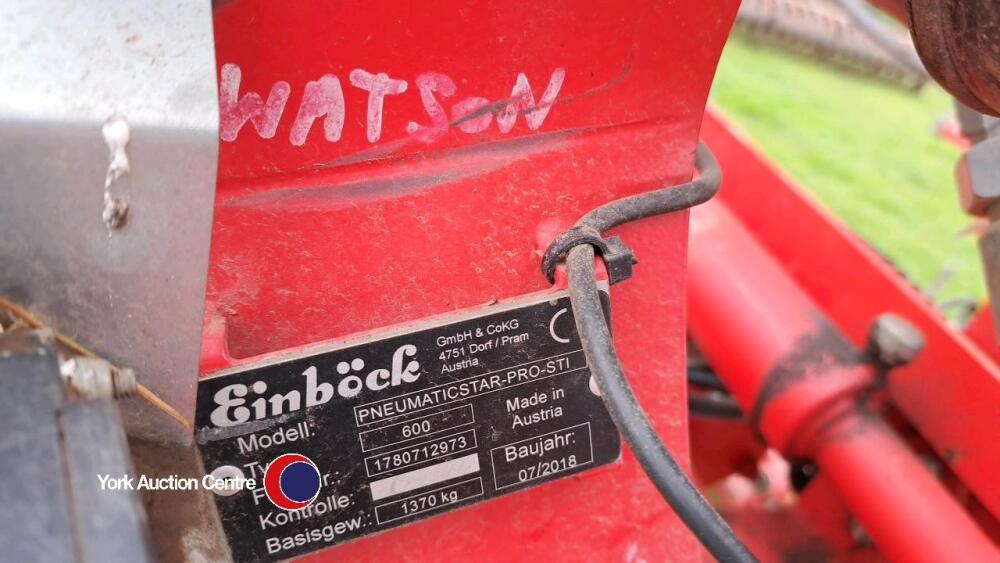 WATSON
Einböck
GmbH & CoKG
4751 Dorf / Pram
Austria
Modell: PNEUMATICSTAR-PRO-STI
600
1780712973
Kontrolle:
Basisgew.: 1370 kg
Made in
Austria
Baujahr:
07/2018
York Auction Centre